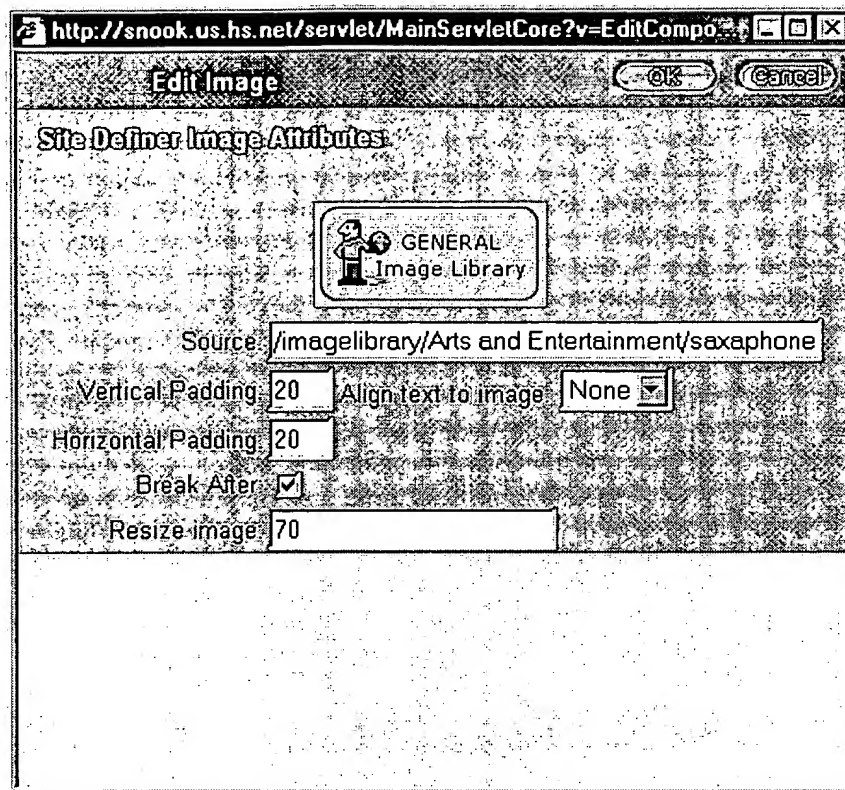 http://snook.us.hs.net/servlet/MainServletCore?v=EditCompo
Edit Image OK Cancel
Site Definer Image Attributes
GENERAL
Image Library
Source /imagelibrary/Arts and Entertainment/saxaphone
Vertical Padding 20 Align text to image None
Horizontal Padding 20
Break After
Resize image 70